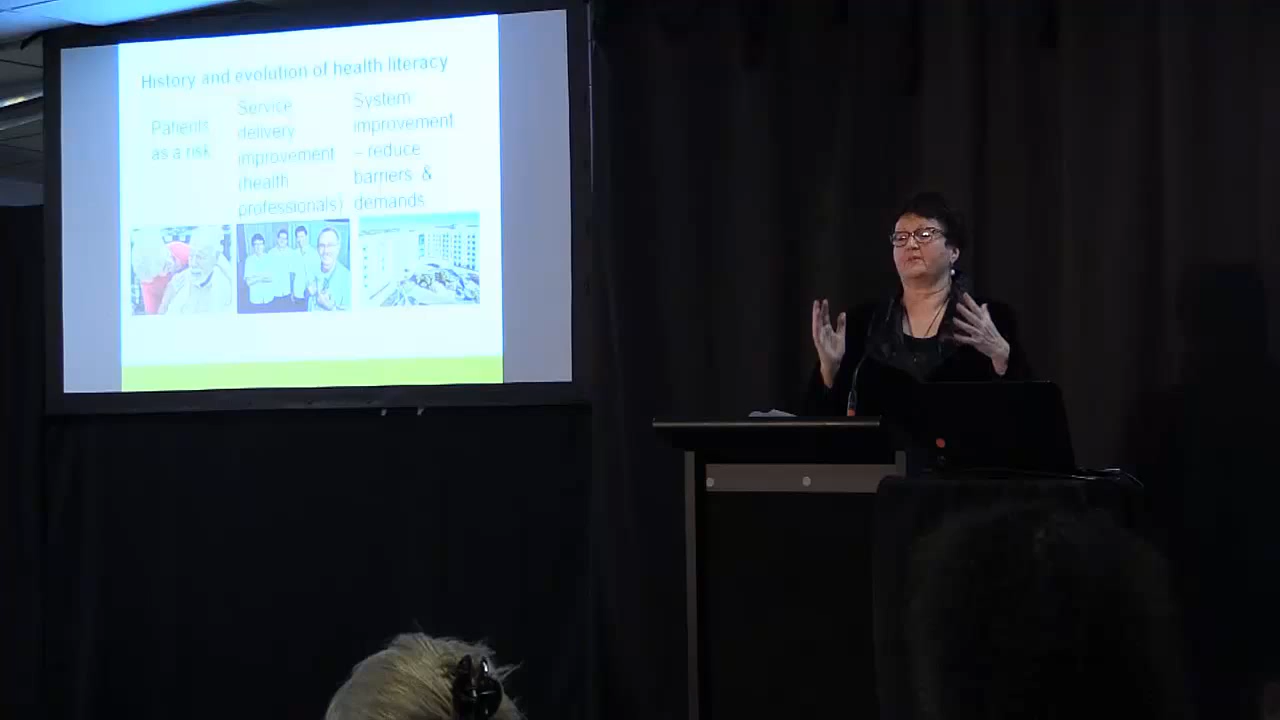 History and evolution of health literacy
Patients
as a risk
Service
delivery
improvement
(health
professionals)
System
improvement
– reduce
barriers &
demands